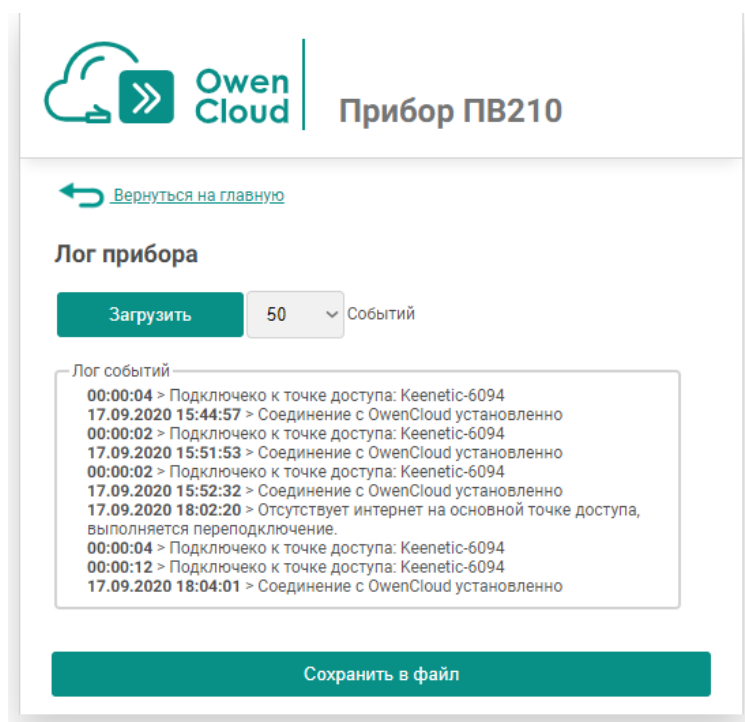 Owen
Cloud
Прибор ПВ210
Вернуться на главную
Лог прибора
Загрузить 50 Событий
Лог событий
00:00:04 > Подключеко к точке доступа: Keenetic-6094
17.09.2020 15:44:57 > Соединение с OwenCloud установленно
00:00:02 > Подключеко к точке доступа: Keenetic-6094
17.09.2020 15:51:53 > Соединение с OwenCloud установленно
00:00:02 > Подключеко к точке доступа: Keenetic-6094
17.09.2020 15:52:32 > Соединение с OwenCloud установленно
17.09.2020 18:02:20 > Отсутствует интернет на основной точке доступа,
выполняется переподключение.
00:00:04 > Подключеко к точке доступа: Keenetic-6094
00:00:12 > Подключеко к точке доступа: Keenetic-6094
17.09.2020 18:04:01 > Соединение с OwenCloud установленно
Сохранить в файл